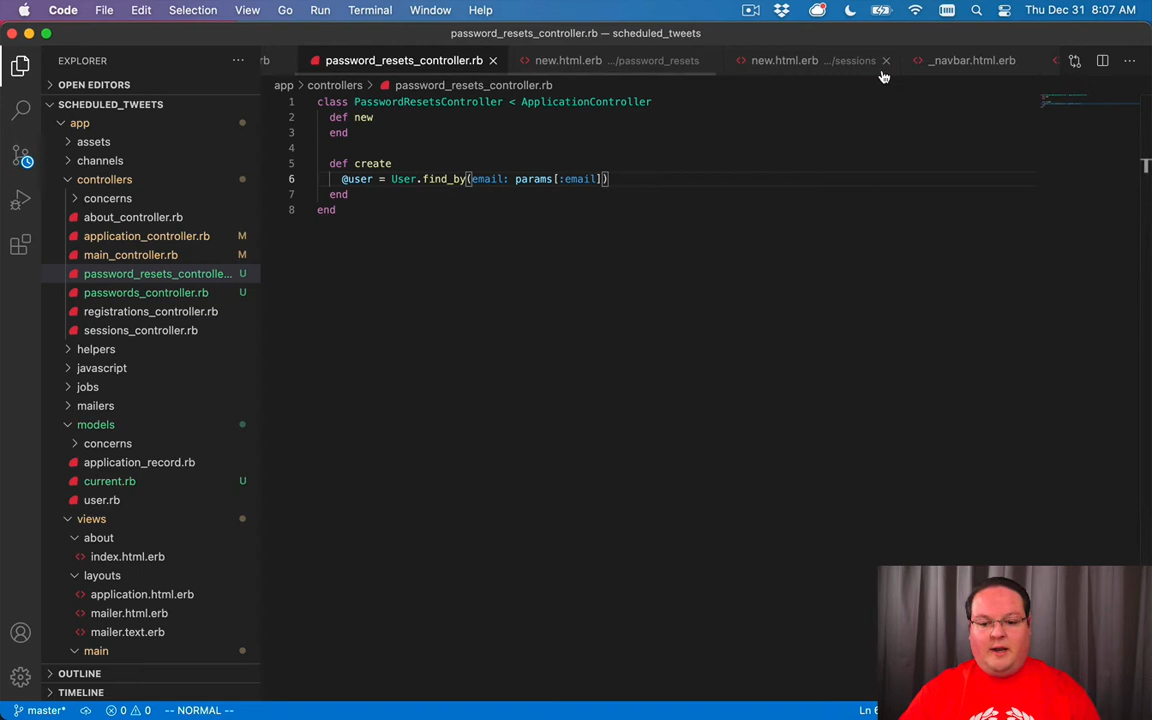 Code File Edit Selection View Go Run Terminal Window Help Thu Dec 31 8:07 AM
password_resets_controller.rb — scheduled_tweets
EXPLORER
rb password_resets_controller.rb new.html.erb .../password_resets new.html.erb .../sessions _navbar.html.erb
OPEN EDITORS
app controllers password_resets_controller.rb
SCHEDULED_TWEETS
app
assets
channels
controllers
concerns
about_controller.rb
application_controller.rb M
main_controller.rb M
password_resets_controlle... U
passwords_controller.rb U
registrations_controller.rb
sessions_controller.rb
helpers
javascript
jobs
mailers
models
concerns
application_record.rb
current.rb U
user.rb
views
about
index.html.erb
layouts
application.html.erb
mailer.html.erb
mailer.text.erb
main
OUTLINE
TIMELINE
1 class PasswordResetsController < ApplicationController
2 def new
3 end
4
5 def create
6 @user = User.find_by(email: params[:email])
7 end
8 end
master* 0 0 -- NORMAL --